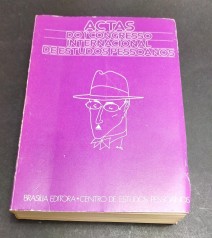 ACTAS
DO I CONGRESSO
INTERNACIONAL
DE ESTUDOS PESSOANOS
BRASÍLIA EDITORA • CENTRO DE ESTUDOS PESSOANOS